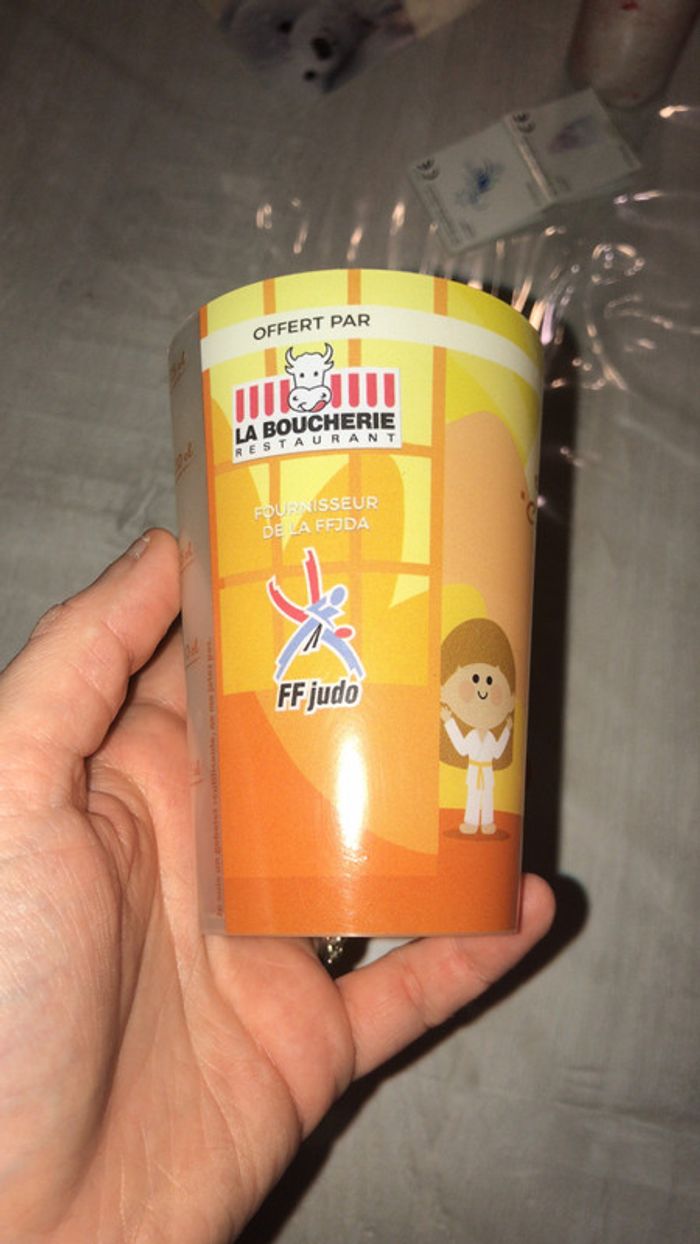 OFFERT PAR
LA BOUCHERIE
RESTAURANT
FOURNISSEUR
DE LA FFJDA
FF judo